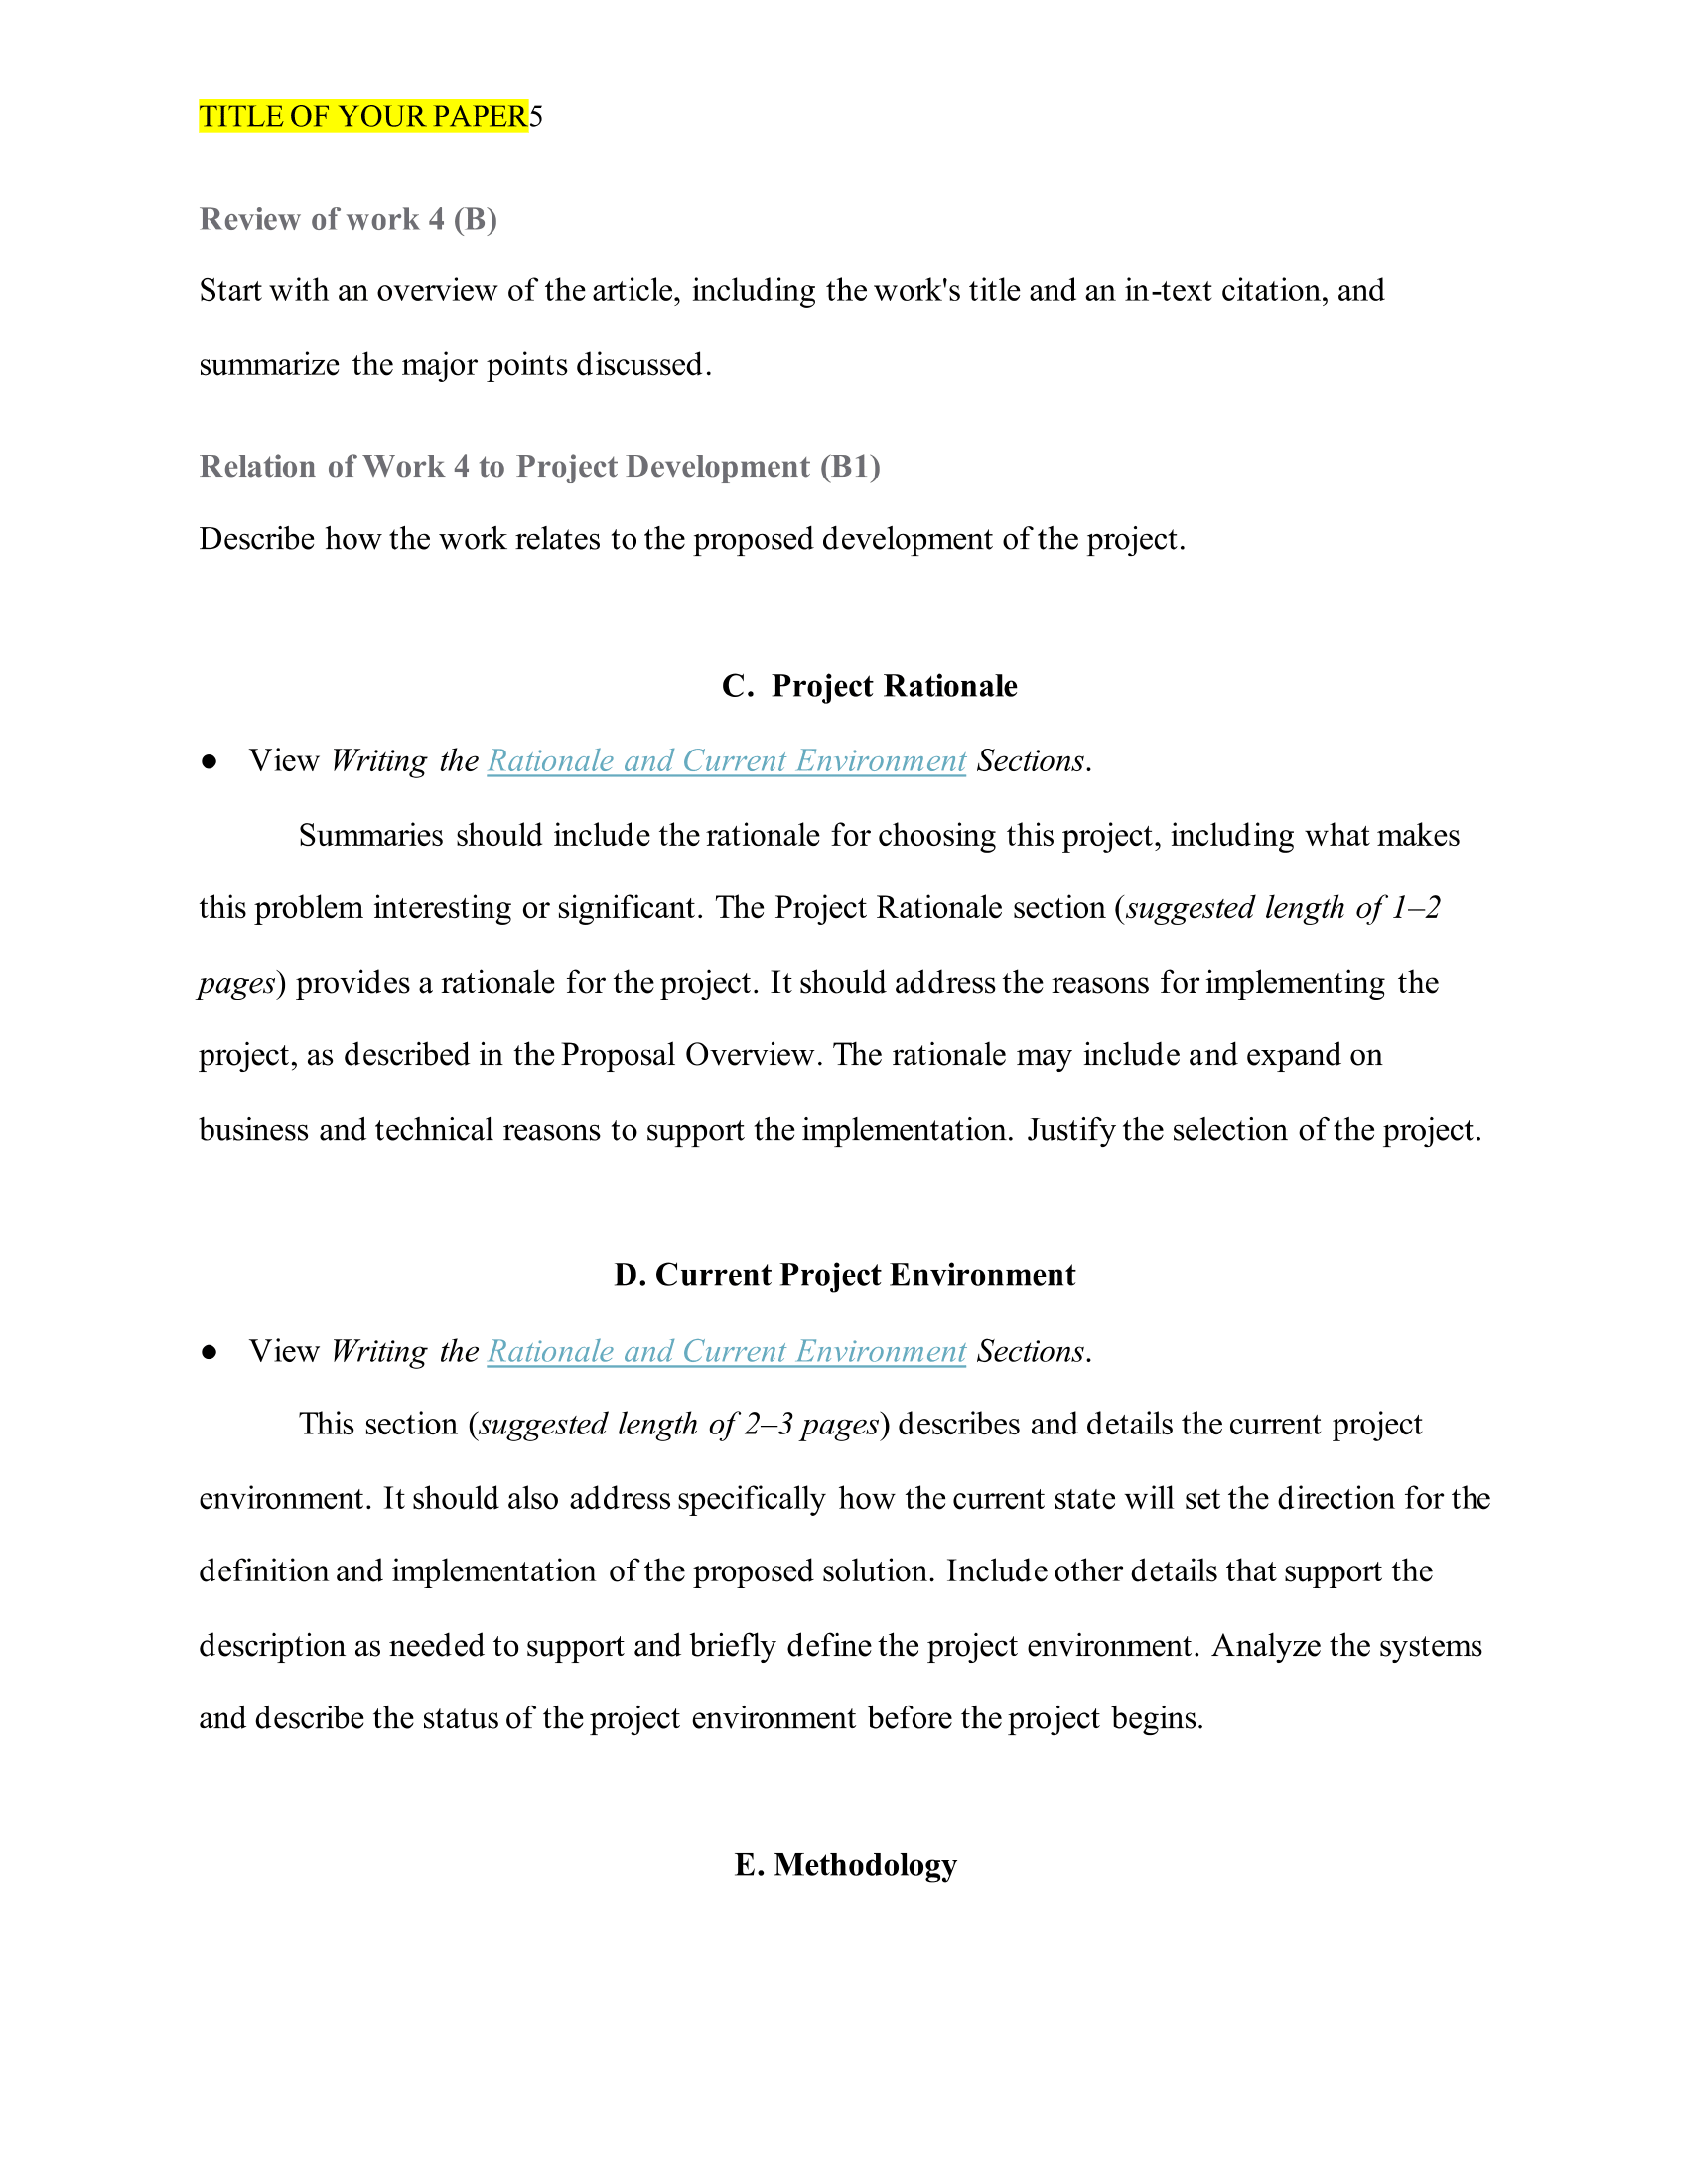 TITLE OF YOUR PAPER5
Review of work 4 (B)
Start with an overview of the article, including the work's title and an in-text citation, and
summarize the major points discussed.
Relation of Work 4 to Project Development (B1)
Describe how the work relates to the proposed development of the project.
C. Project Rationale
● View Writing the Rationale and Current Environment Sections.
Summaries should include the rationale for choosing this project, including what makes
this problem interesting or significant. The Project Rationale section (suggested length of 1–2
pages) provides a rationale for the project. It should address the reasons for implementing the
project, as described in the Proposal Overview. The rationale may include and expand on
business and technical reasons to support the implementation. Justify the selection of the project.
D. Current Project Environment
● View Writing the Rationale and Current Environment Sections.
This section (suggested length of 2–3 pages) describes and details the current project
environment. It should also address specifically how the current state will set the direction for the
definition and implementation of the proposed solution. Include other details that support the
description as needed to support and briefly define the project environment. Analyze the systems
and describe the status of the project environment before the project begins.
E. Methodology